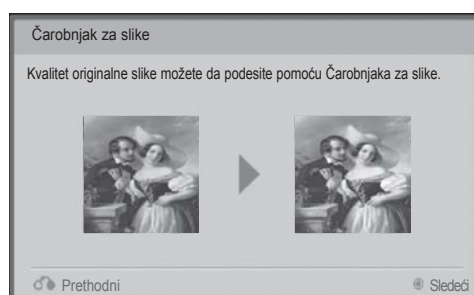 Čarobnjak za slike
Kvalitet originalne slike možete da podesite pomoću Čarobnjaka za slike.
Prethodni
Sledeći